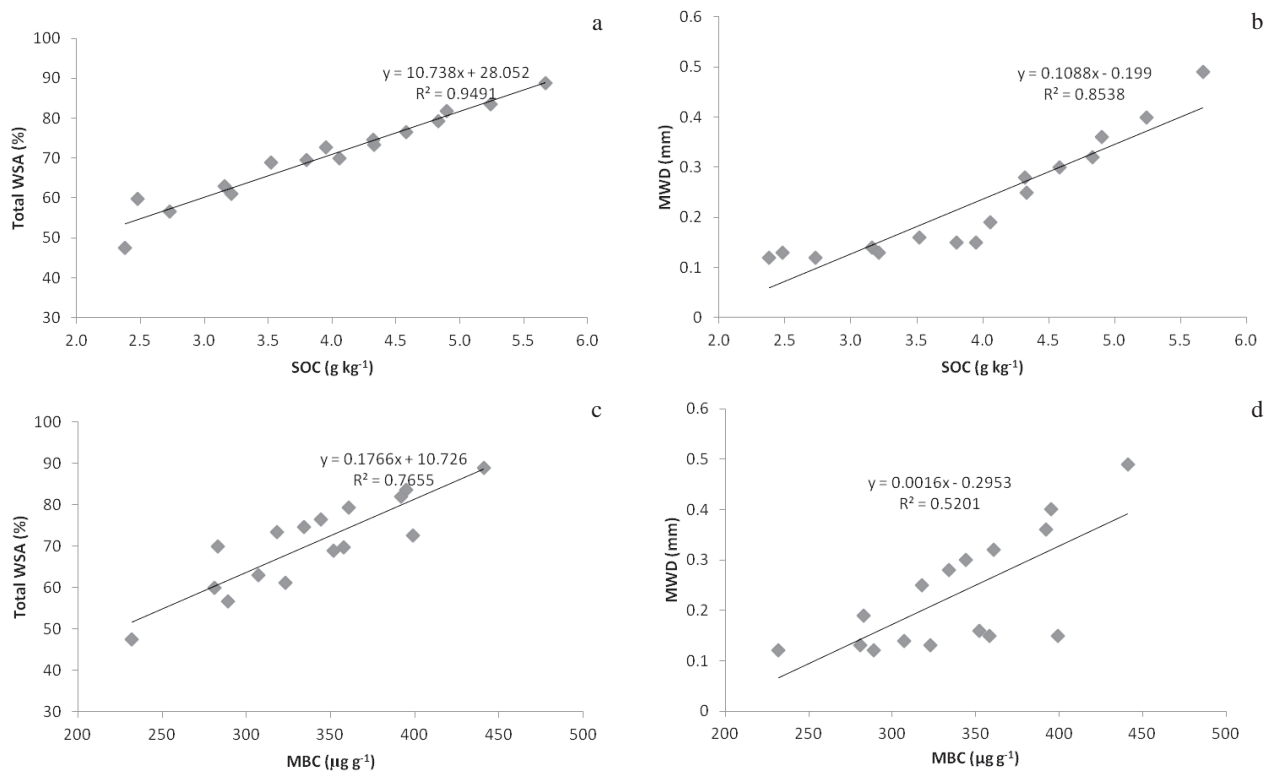 a
100
90
80
70
60
50
40
30
Total WSA (%)
y = 10.738x + 28.052
R² = 0.9491
2.0 2.5 3.0 3.5 4.0 4.5 5.0 5.5 6.0
SOC (g kg⁻¹)
b
0.6
0.5
0.4
0.3
0.2
0.1
0
MWD (mm)
y = 0.1088x - 0.199
R² = 0.8538
2.0 2.5 3.0 3.5 4.0 4.5 5.0 5.5 6.0
SOC (g kg⁻¹)
c
100
90
80
70
60
50
40
30
Total WSA (%)
y = 0.1766x + 10.726
R² = 0.7655
200 250 300 350 400 450 500
MBC (µg g⁻¹)
d
0.6
0.5
0.4
0.3
0.2
0.1
0
MWD (mm)
y = 0.0016x - 0.2953
R² = 0.5201
200 250 300 350 400 450 500
MBC (µg g⁻¹)